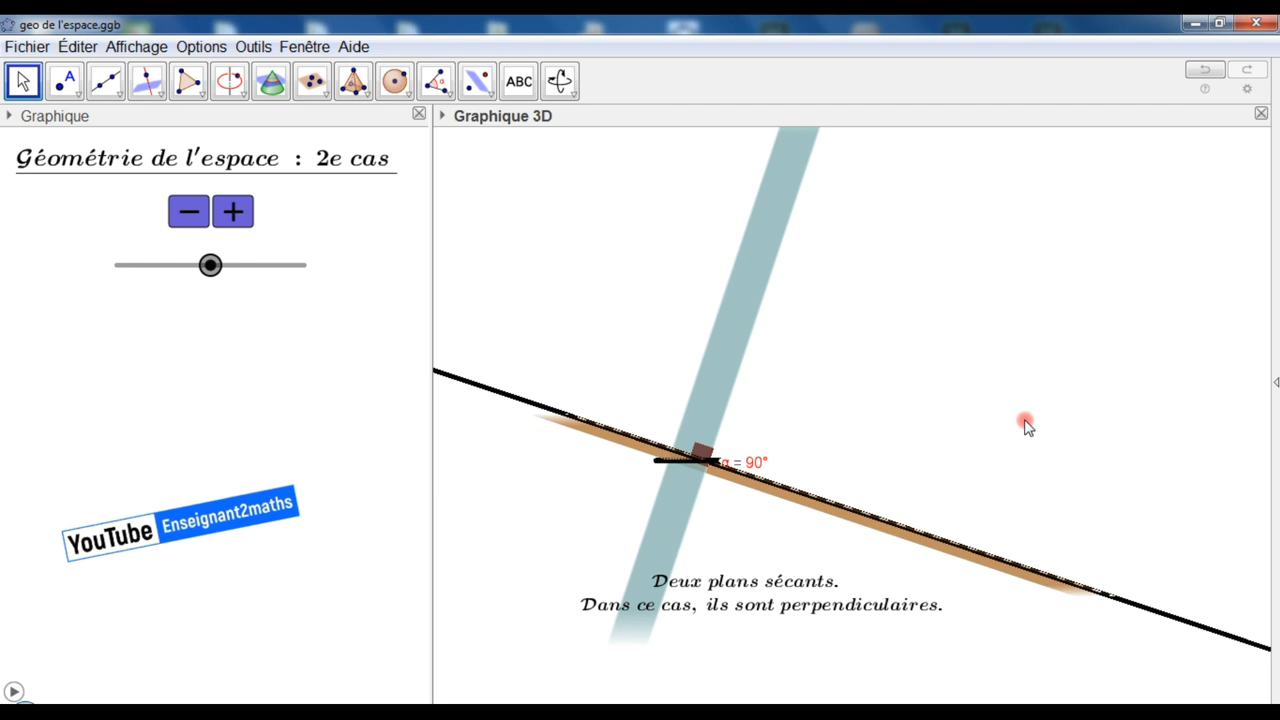 geo de l'espace.ggb
Fichier Éditer Affichage Options Outils Fenêtre Aide
A
α
ABC
Graphique
Graphique 3D
Géométrie de l'espace : 2e cas
− +
α = 90°
YouTube Enseignant2maths
Deux plans sécants.
Dans ce cas, ils sont perpendiculaires.